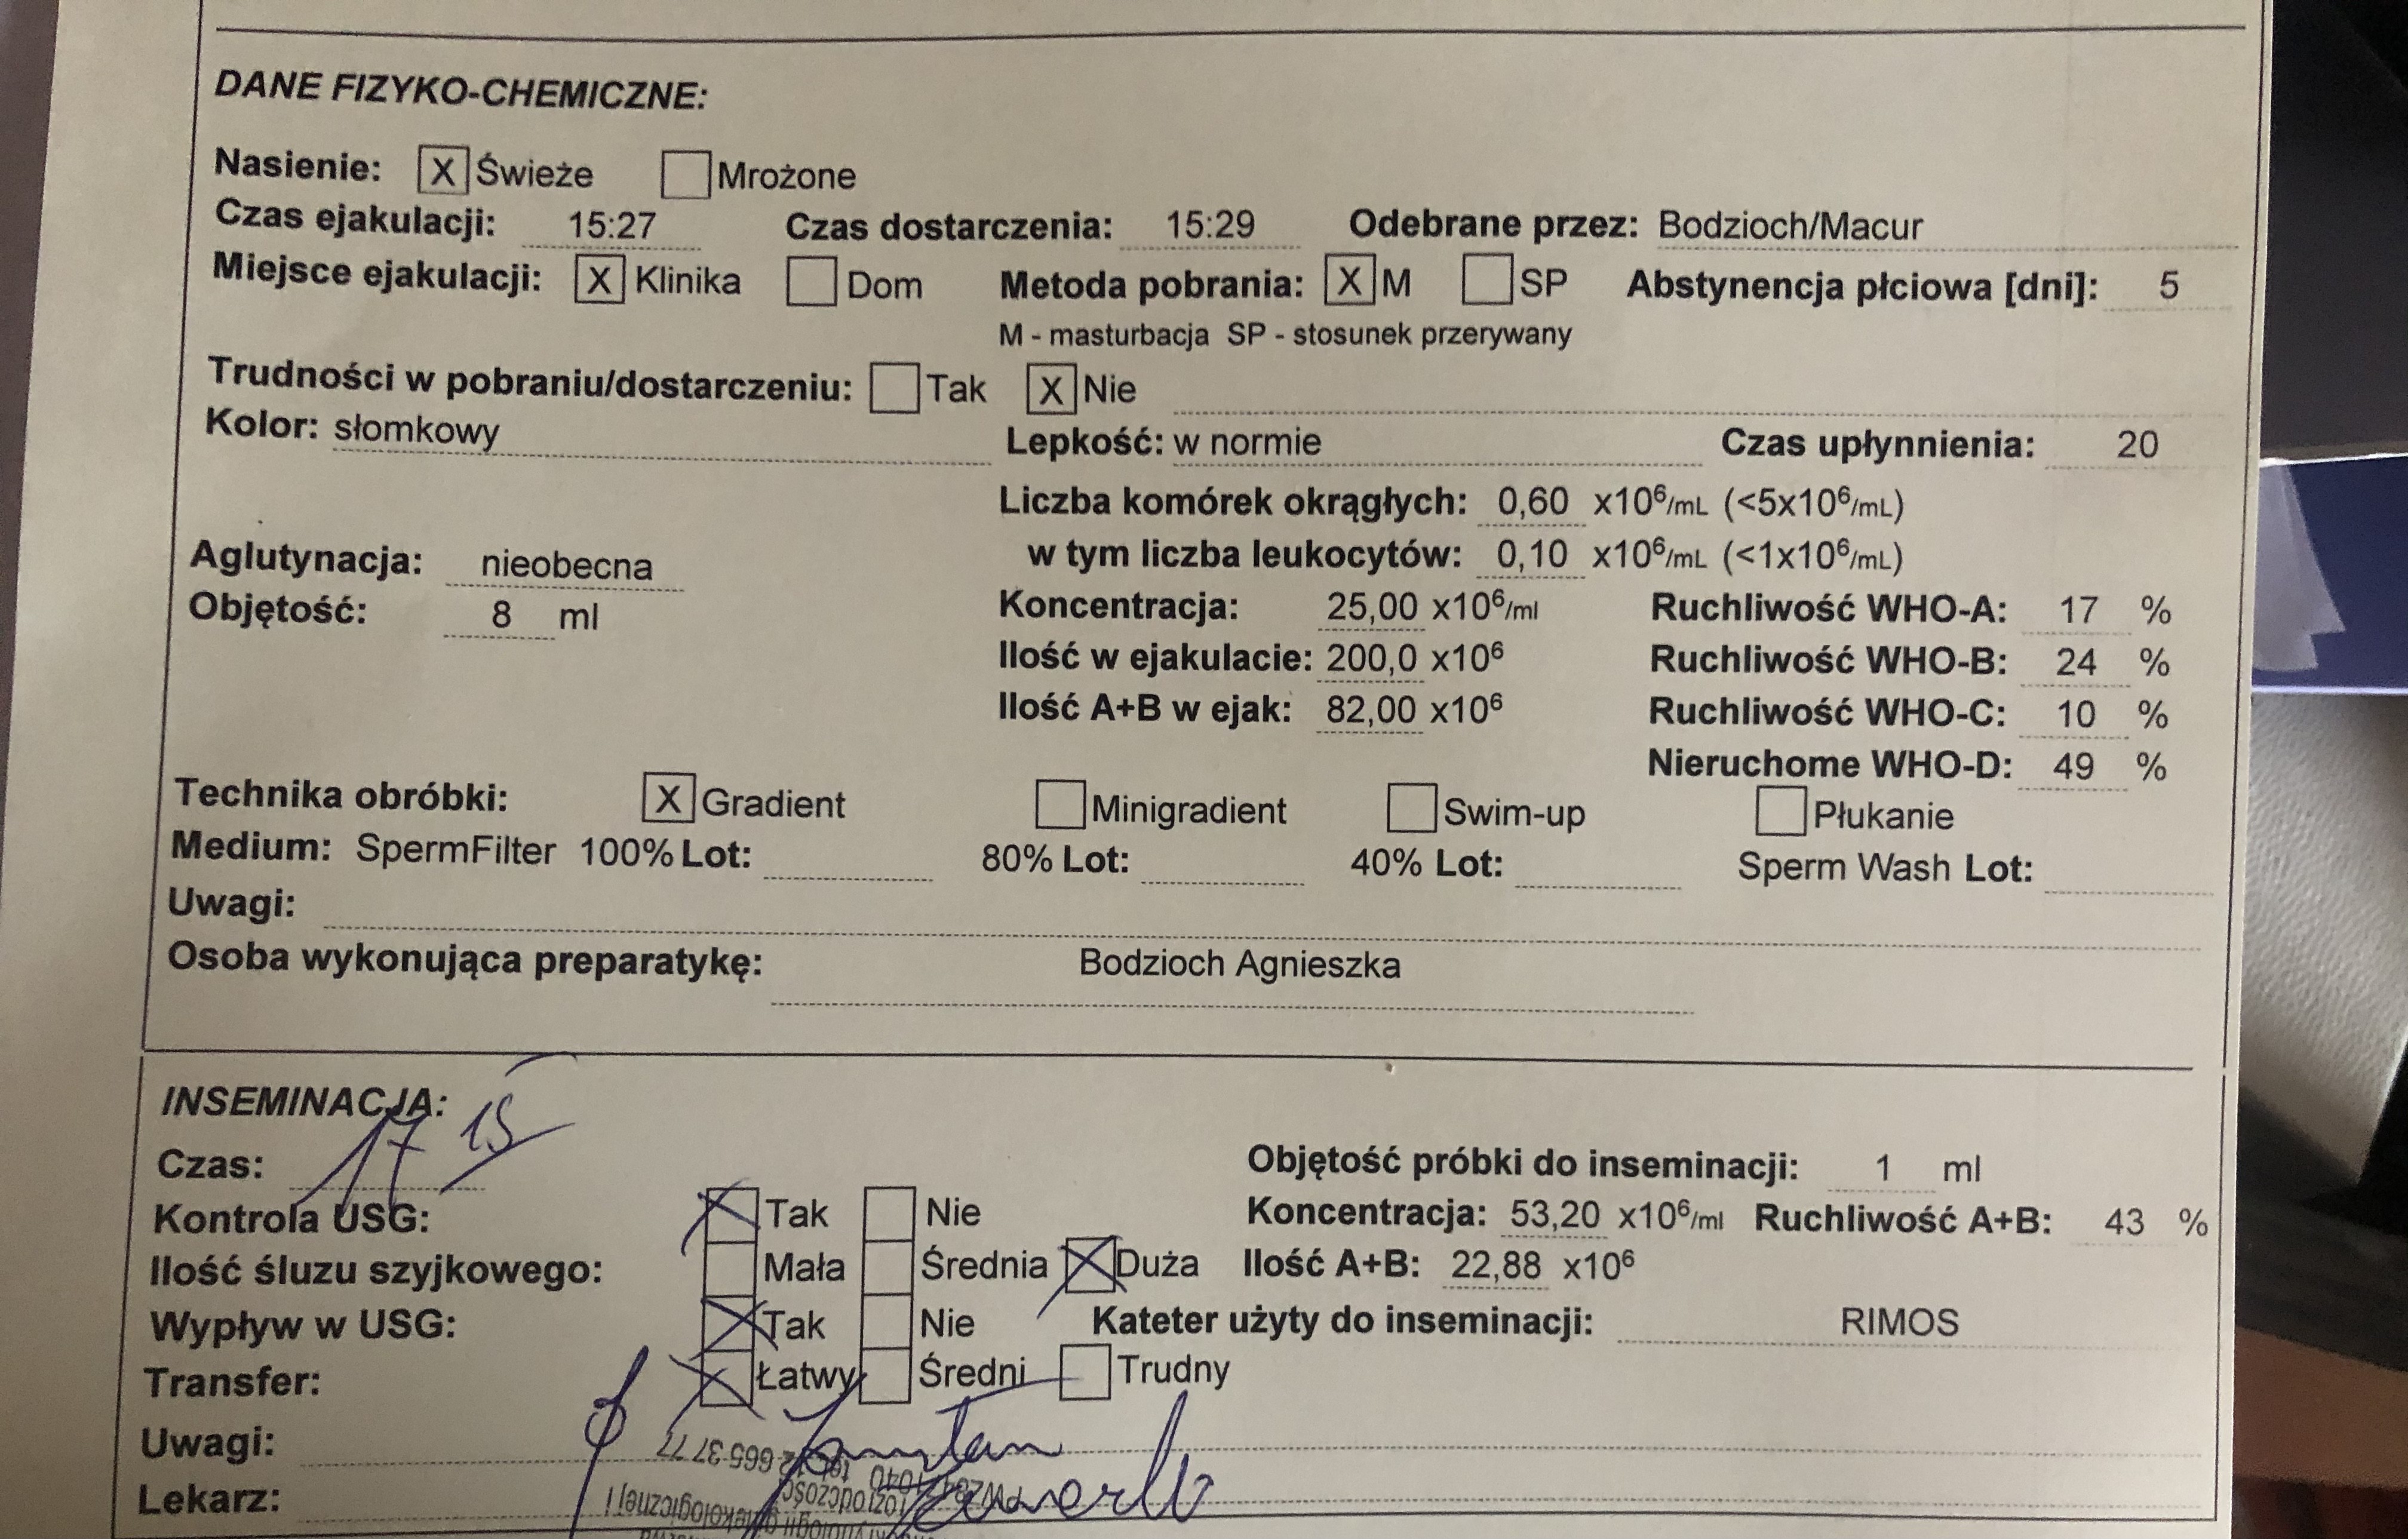 DANE FIZYKO-CHEMICZNE:
Nasienie: X Świeże Mrożone
Czas ejakulacji: 15:27 Czas dostarczenia: 15:29 Odebrane przez: Bodzioch/Macur
Miejsce ejakulacji: X Klinika Dom Metoda pobrania: X M SP Abstynencja płciowa [dni]: 5
M - masturbacja SP - stosunek przerywany
Trudności w pobraniu/dostarczeniu: Tak X Nie
Kolor: słomkowy Lepkość: w normie Czas upłynnienia: 20
Liczba komórek okrągłych: 0,60 x10⁶/mL (<5x10⁶/mL)
Aglutynacja: nieobecna w tym liczba leukocytów: 0,10 x10⁶/mL (<1x10⁶/mL)
Objętość: 8 ml Koncentracja: 25,00 x10⁶/ml Ruchliwość WHO-A: 17 %
Ilość w ejakulacie: 200,0 x10⁶ Ruchliwość WHO-B: 24 %
Ilość A+B w ejak: 82,00 x10⁶ Ruchliwość WHO-C: 10 %
Nieruchome WHO-D: 49 %
Technika obróbki: X Gradient Minigradient Swim-up Płukanie
Medium: SpermFilter 100% Lot: 80% Lot: 40% Lot: Sperm Wash Lot:
Uwagi:
Osoba wykonująca preparatykę: Bodzioch Agnieszka
INSEMINACJA:
Czas: 17 15 Objętość próbki do inseminacji: 1 ml
Kontrola USG: X Tak Nie Koncentracja: 53,20 x10⁶/ml Ruchliwość A+B: 43 %
Ilość śluzu szyjkowego: Mała Średnia X Duża Ilość A+B: 22,88 x10⁶
Wypływ w USG: X Tak Nie Kateter użyty do inseminacji: RIMOS
Transfer: X Łatwy Średni Trudny
Uwagi:
665 37 77
Lekarz: